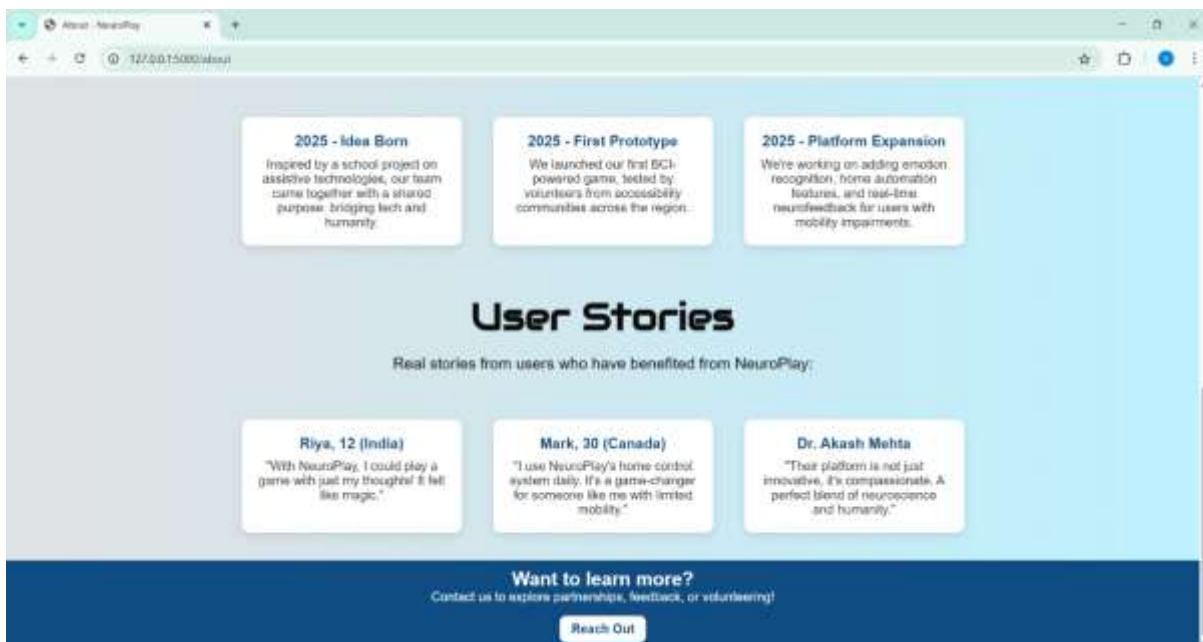 About - NeuroPlay
127.0.0.1:5000/about
2025 - Idea Born
Inspired by a school project on
assistive technologies, our team
came together with a shared
purpose: bridging tech and
humanity.
2025 - First Prototype
We launched our first BCI-
powered game, tested by
volunteers from accessibility
communities across the region.
2025 - Platform Expansion
We're working on adding emotion
recognition, home automation
features, and real-time
neurofeedback for users with
mobility impairments.
User Stories
Real stories from users who have benefited from NeuroPlay:
Riya, 12 (India)
"With NeuroPlay, I could play a
game with just my thoughts! It felt
like magic."
Mark, 30 (Canada)
"I use NeuroPlay's home control
system daily. It's a game-changer
for someone like me with limited
mobility."
Dr. Akash Mehta
"Their platform is not just
innovative, it's compassionate. A
perfect blend of neuroscience
and humanity."
Want to learn more?
Contact us to explore partnerships, feedback, or volunteering!
Reach Out